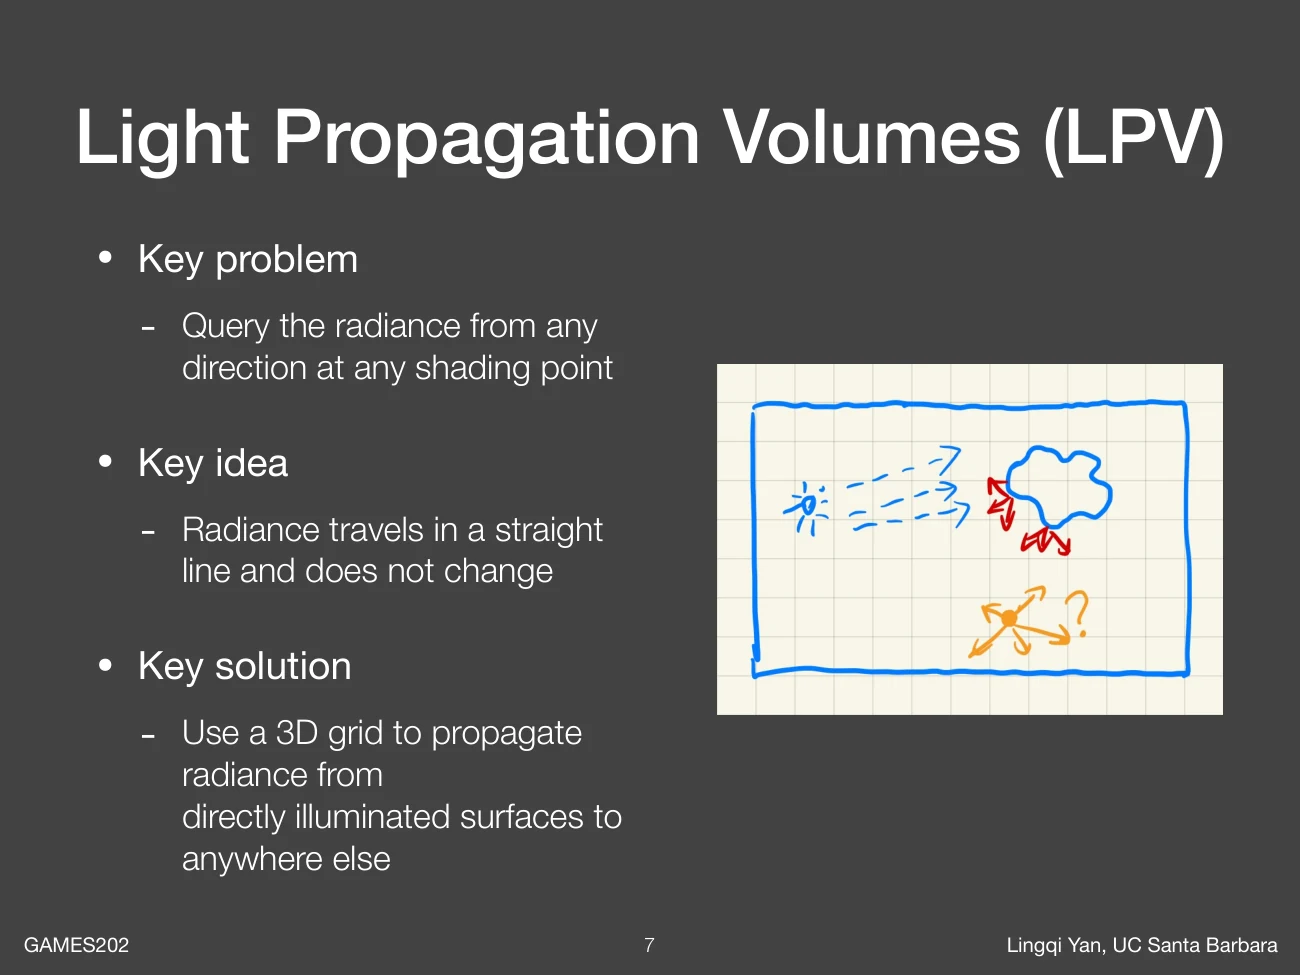 Light Propagation Volumes (LPV)
• Key problem
- Query the radiance from any
direction at any shading point
• Key idea
- Radiance travels in a straight
line and does not change
• Key solution
- Use a 3D grid to propagate
radiance from
directly illuminated surfaces to
anywhere else
?
GAMES202
7
Lingqi Yan, UC Santa Barbara